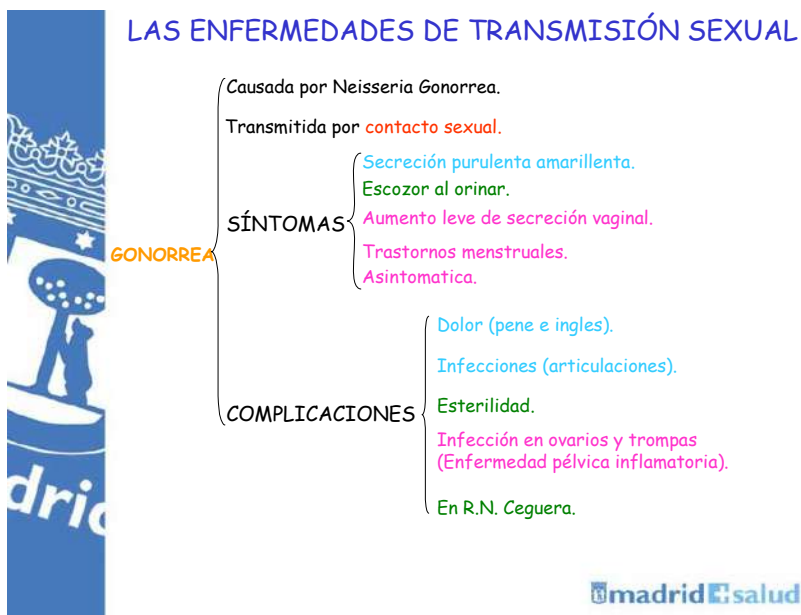 LAS ENFERMEDADES DE TRANSMISIÓN SEXUAL
Causada por Neisseria Gonorrea.
Transmitida por contacto sexual.
Secreción purulenta amarillenta.
Escozor al orinar.
SÍNTOMAS
Aumento leve de secreción vaginal.
Trastornos menstruales.
Asintomatica.
GONORREA
Dolor (pene e ingles).
Infecciones (articulaciones).
COMPLICACIONES
Esterilidad.
Infección en ovarios y trompas
(Enfermedad pélvica inflamatoria).
En R.N. Ceguera.
dric
madrid salud